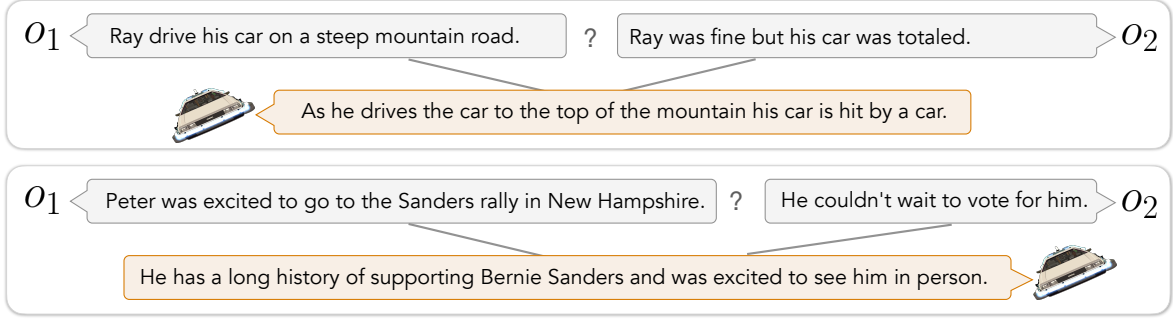 O1 Ray drive his car on a steep mountain road. ? Ray was fine but his car was totaled. O2
As he drives the car to the top of the mountain his car is hit by a car.
O1 Peter was excited to go to the Sanders rally in New Hampshire. ? He couldn't wait to vote for him. O2
He has a long history of supporting Bernie Sanders and was excited to see him in person.